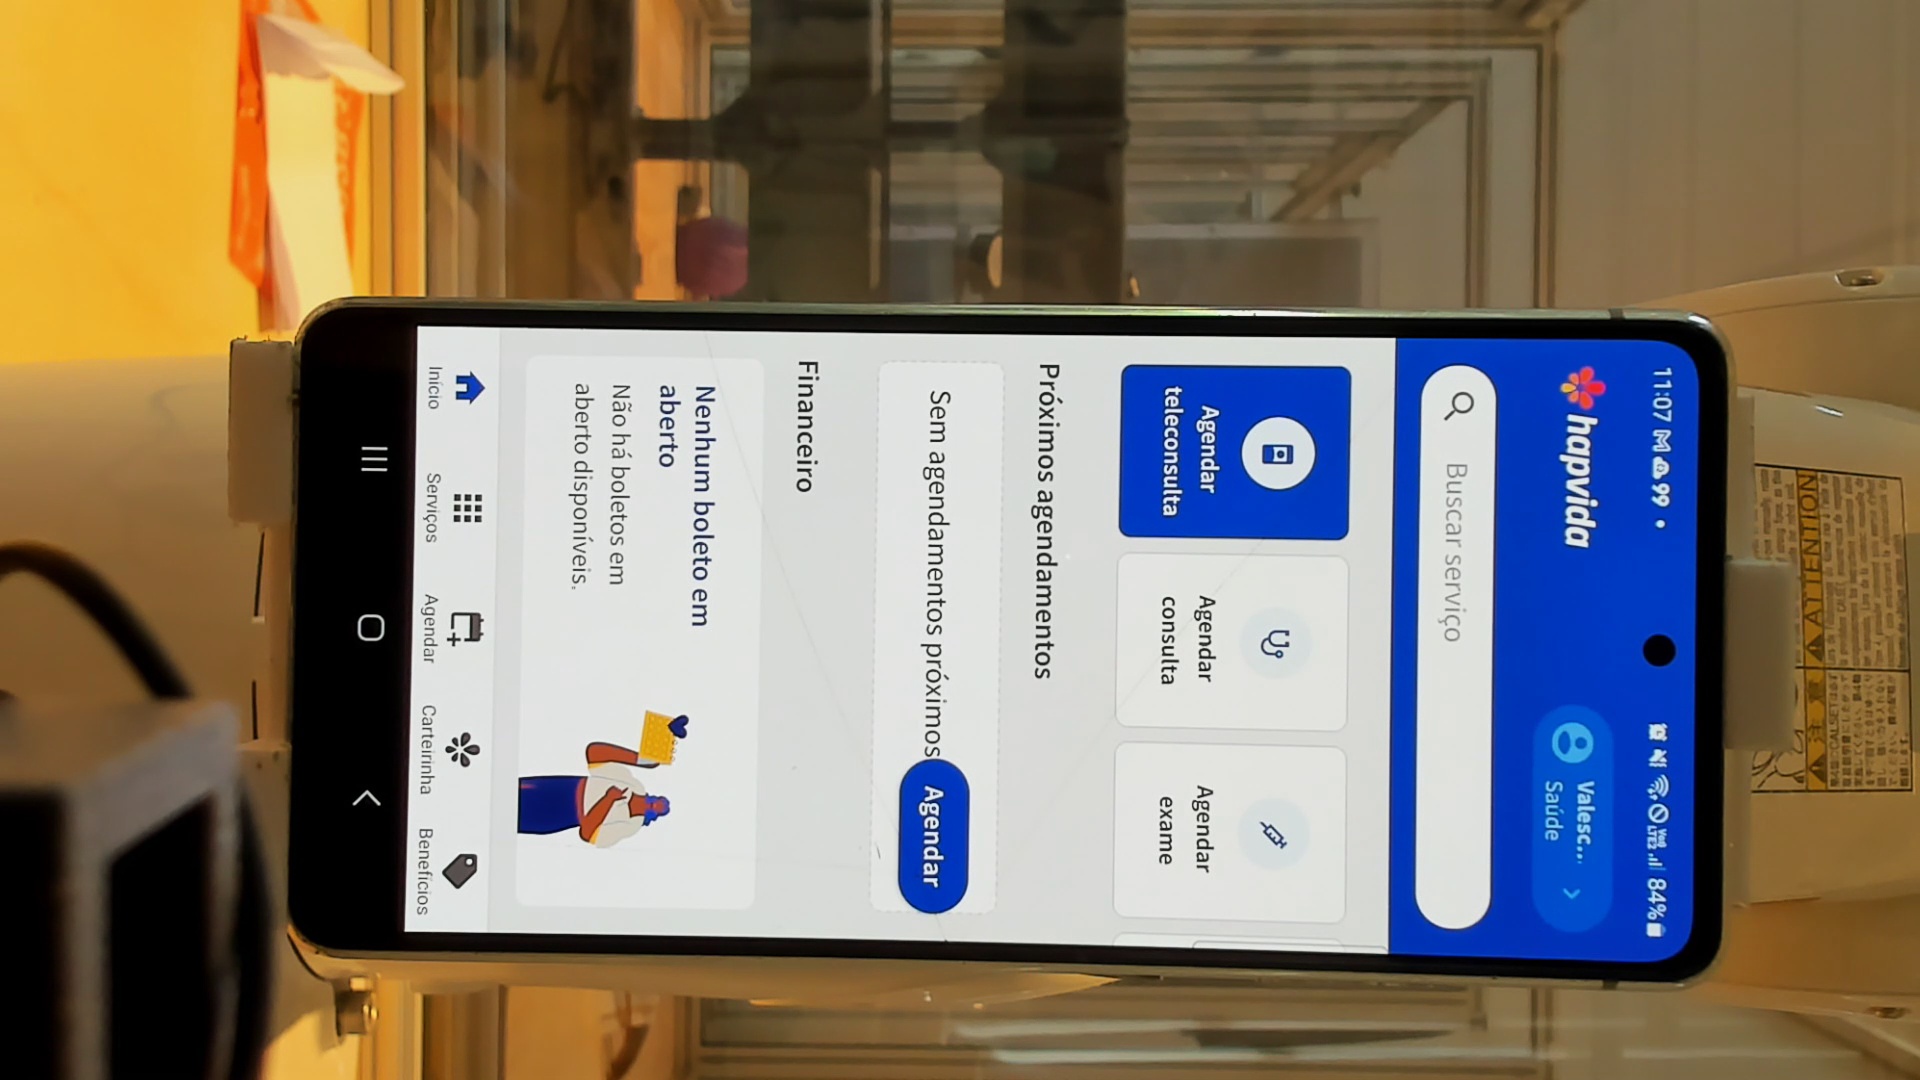 11:07
99
84%
hapvida
Valesc...
Saúde
Buscar serviço
Agendar
teleconsulta
Agendar
consulta
Agendar
exame
Próximos agendamentos
Sem agendamentos próximos
Agendar
Financeiro
Nenhum boleto em
aberto
Não há boletos em
aberto disponíveis.
Início
Serviços
Agendar
Carteirinha
Benefícios
ATTENTION